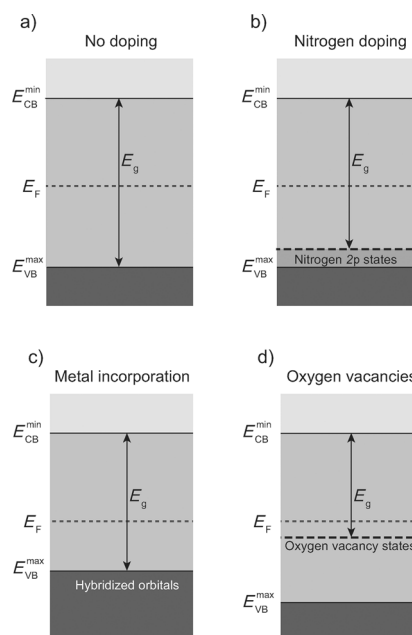 a)
No doping
E_CB^min
E_g
E_F
E_VB^max
b)
Nitrogen doping
E_CB^min
E_g
E_F
Nitrogen 2p states
E_VB^max
c)
Metal incorporation
E_CB^min
E_g
E_F
E_VB^max
Hybridized orbitals
d)
Oxygen vacancies
E_CB^min
E_g
E_F
Oxygen vacancy states
E_VB^max